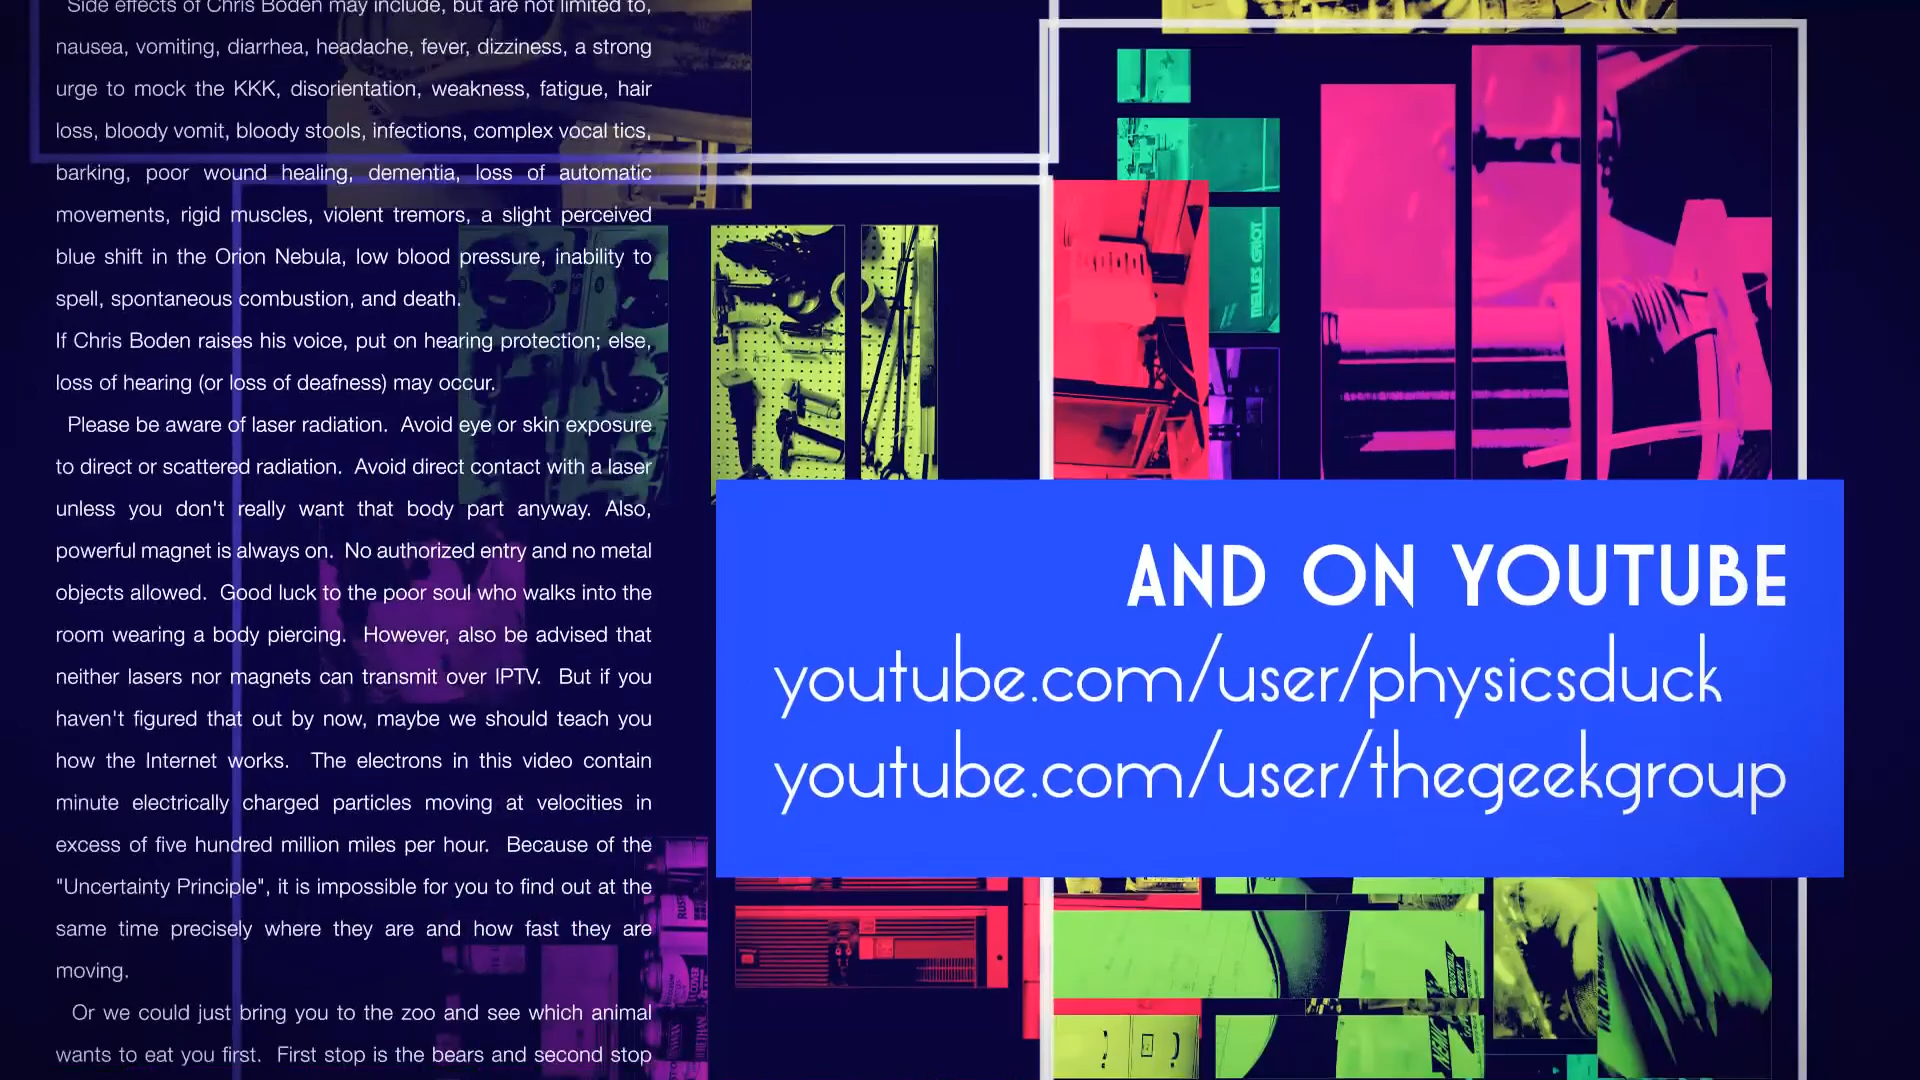 Side effects of Chris Boden may include, but are not limited to,
nausea, vomiting, diarrhea, headache, fever, dizziness, a strong
urge to mock the KKK, disorientation, weakness, fatigue, hair
loss, bloody vomit, bloody stools, infections, complex vocal tics,
barking, poor wound healing, dementia, loss of automatic
movements, rigid muscles, violent tremors, a slight perceived
blue shift in the Orion Nebula, low blood pressure, inability to
spell, spontaneous combustion, and death.
If Chris Boden raises his voice, put on hearing protection; else,
loss of hearing (or loss of deafness) may occur.
Please be aware of laser radiation. Avoid eye or skin exposure
to direct or scattered radiation. Avoid direct contact with a laser
unless you don't really want that body part anyway. Also,
powerful magnet is always on. No authorized entry and no metal
objects allowed. Good luck to the poor soul who walks into the
room wearing a body piercing. However, also be advised that
neither lasers nor magnets can transmit over IPTV. But if you
haven't figured that out by now, maybe we should teach you
how the Internet works. The electrons in this video contain
minute electrically charged particles moving at velocities in
excess of five hundred million miles per hour. Because of the
"Uncertainty Principle", it is impossible for you to find out at the
same time precisely where they are and how fast they are
moving.
Or we could just bring you to the zoo and see which animal
wants to eat you first. First stop is the bears and second stop
MELLES GRIOT
AND ON YOUTUBE
youtube.com/user/physicsduck
youtube.com/user/thegeekgroup